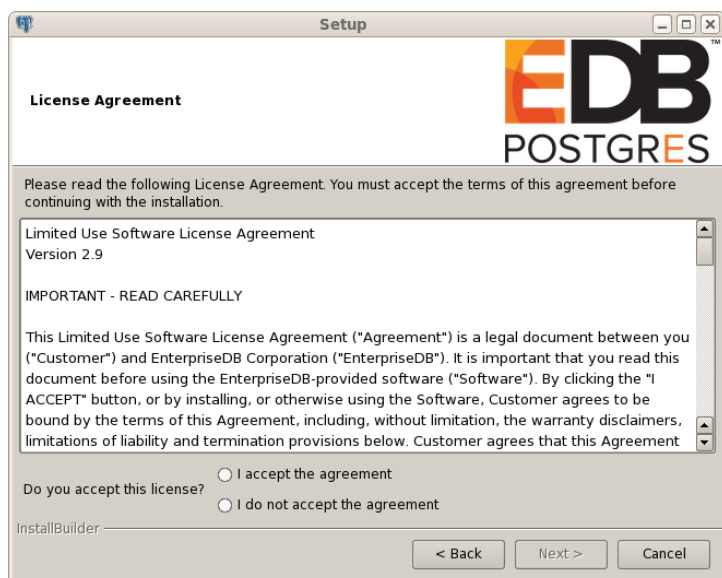 Setup
EDB™
POSTGRES
License Agreement
Please read the following License Agreement. You must accept the terms of this agreement before
continuing with the installation.
Limited Use Software License Agreement
Version 2.9
IMPORTANT - READ CAREFULLY
This Limited Use Software License Agreement ("Agreement") is a legal document between you
("Customer") and EnterpriseDB Corporation ("EnterpriseDB"). It is important that you read this
document before using the EnterpriseDB-provided software ("Software"). By clicking the "I
ACCEPT" button, or by installing, or otherwise using the Software, Customer agrees to be
bound by the terms of this Agreement, including, without limitation, the warranty disclaimers,
limitations of liability and termination provisions below. Customer agrees that this Agreement
Do you accept this license?
I accept the agreement
I do not accept the agreement
InstallBuilder
< Back
Next >
Cancel